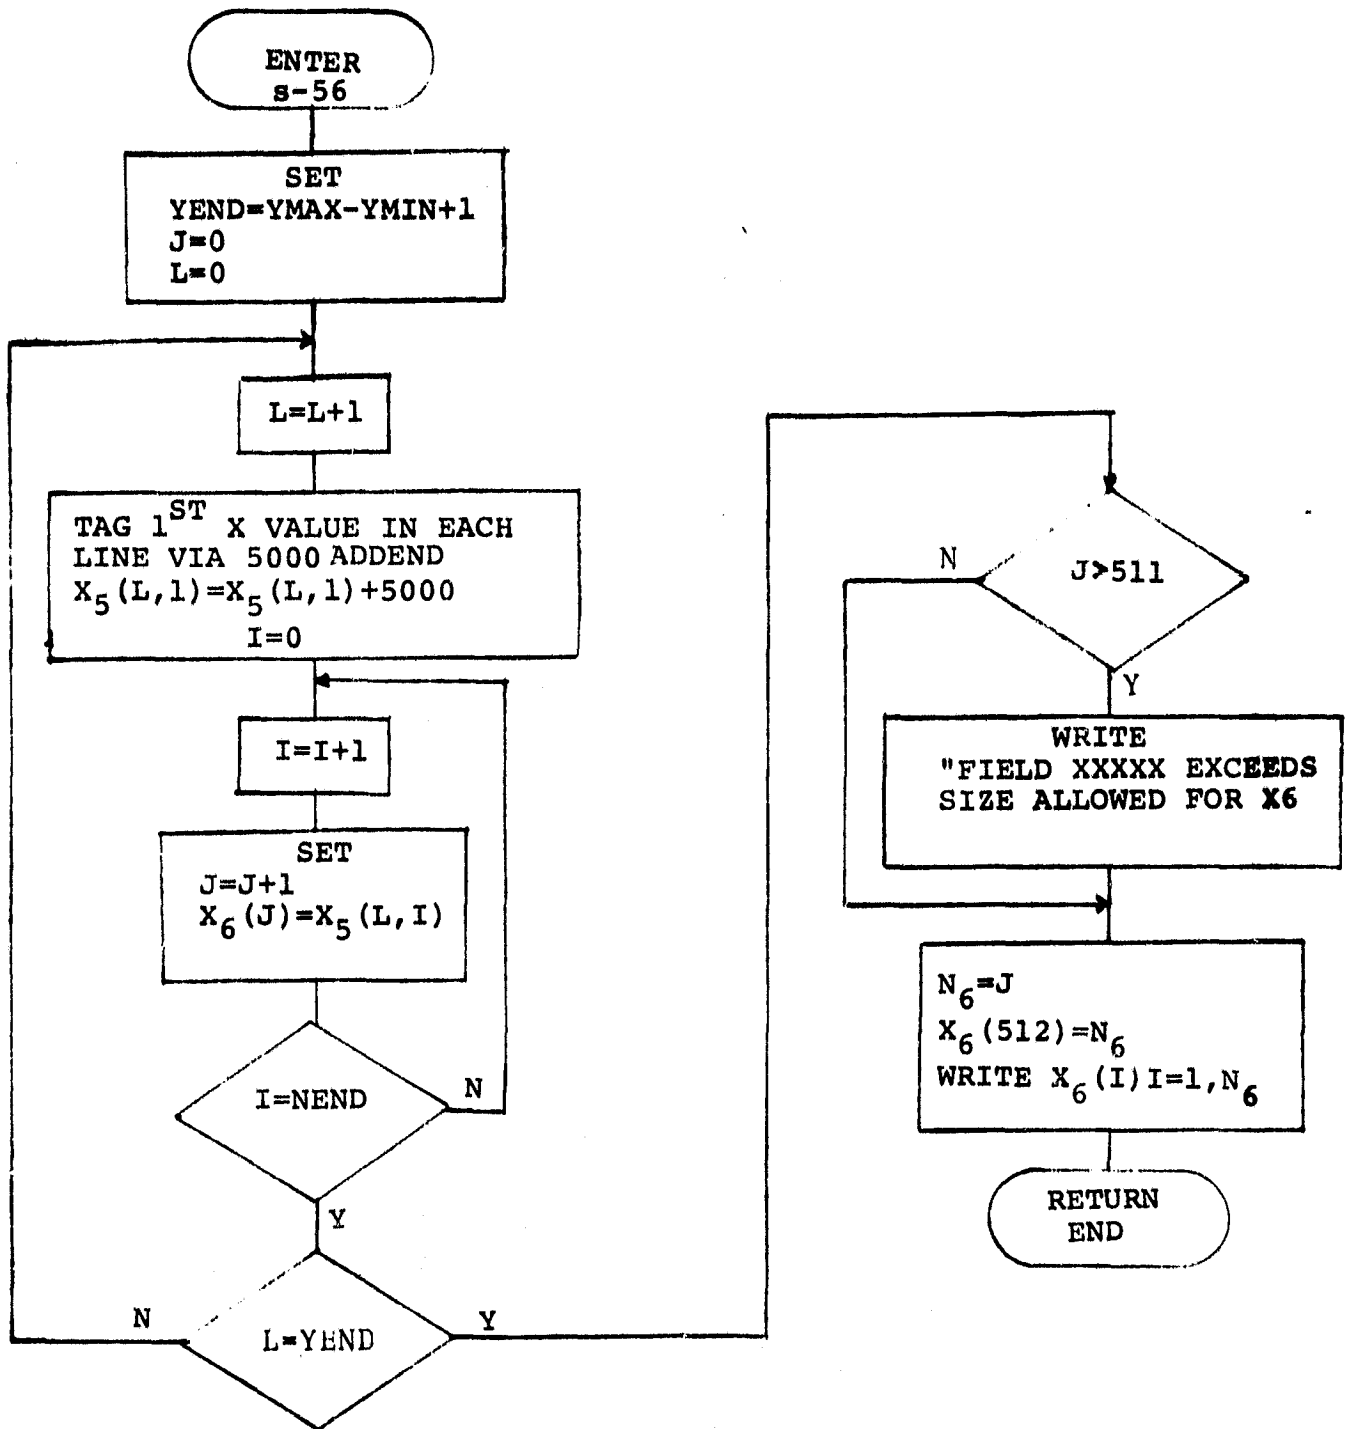 ENTER
s-56
SET
YEND=YMAX-YMIN+1
J=0
L=0
L=L+1
TAG 1ST X VALUE IN EACH
LINE VIA 5000 ADDEND
X5(L,1)=X5(L,1)+5000
I=0
I=I+1
SET
J=J+1
X6(J)=X5(L,I)
I=NEND
N
Y
L=YEND
N
Y
J>511
N
Y
WRITE
"FIELD XXXXX EXCEEDS
SIZE ALLOWED FOR X6
N6=J
X6(512)=N6
WRITE X6(I)I=1,N6
RETURN
END